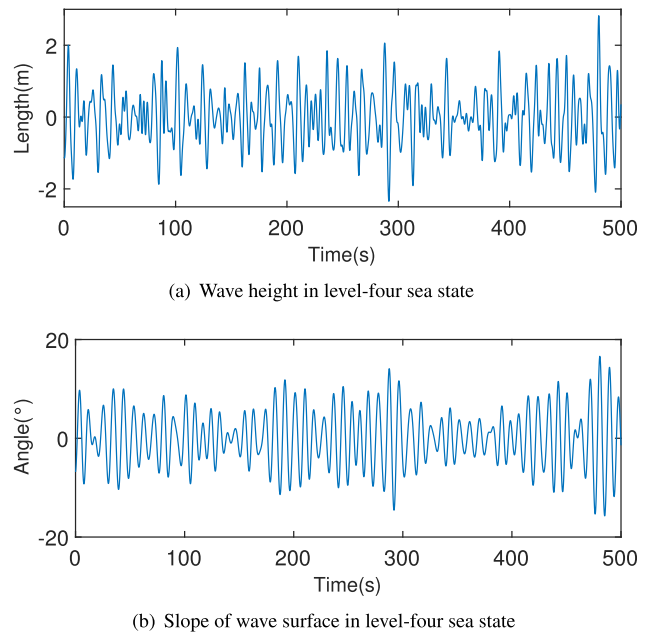 Length(m)
2
0
-2
0 100 200 300 400 500
Time(s)
(a) Wave height in level-four sea state
Angle(°)
20
0
-20
0 100 200 300 400 500
Time(s)
(b) Slope of wave surface in level-four sea state